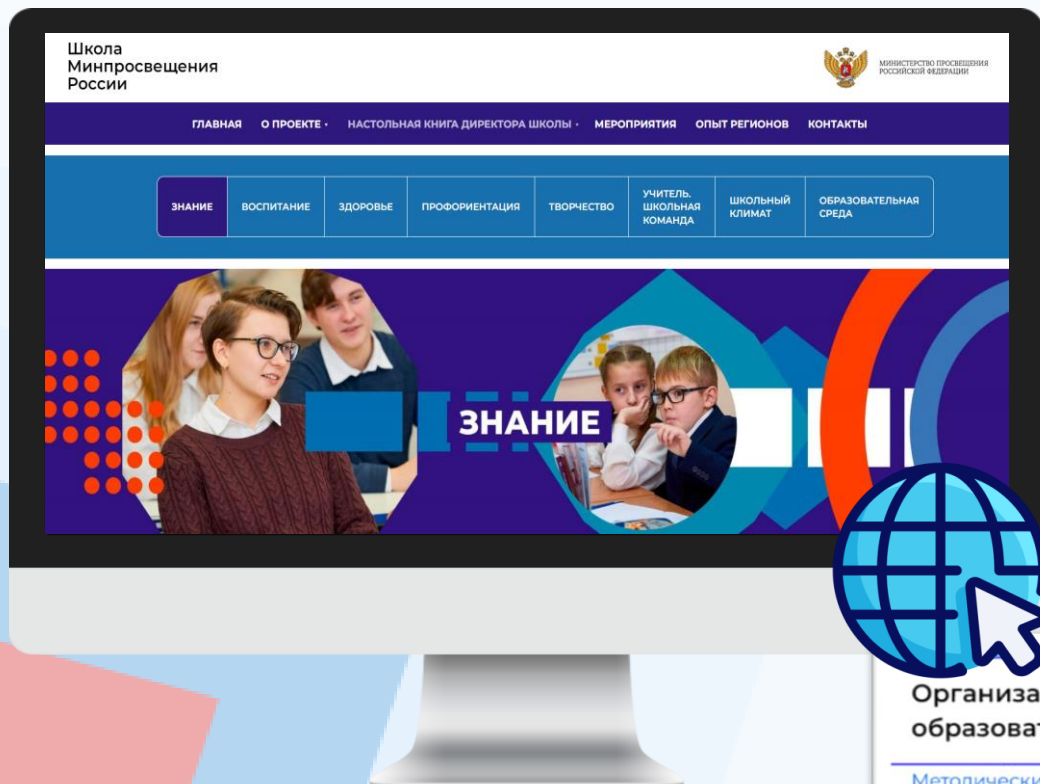 Школа
Минпросвещения
России
МИНИСТЕРСТВО ПРОСВЕЩЕНИЯ
РОССИЙСКОЙ ФЕДЕРАЦИИ
ГЛАВНАЯ О ПРОЕКТЕ НАСТОЛЬНАЯ КНИГА ДИРЕКТОРА ШКОЛЫ МЕРОПРИЯТИЯ ОПЫТ РЕГИОНОВ КОНТАКТЫ
ЗНАНИЕ
ВОСПИТАНИЕ
ЗДОРОВЬЕ
ПРОФОРИЕНТАЦИЯ
ТВОРЧЕСТВО
УЧИТЕЛЬ.
ШКОЛЬНАЯ
КОМАНДА
ШКОЛЬНЫЙ
КЛИМАТ
ОБРАЗОВАТЕЛЬНАЯ
СРЕДА
ЗНАНИЕ
Организа
образоват
Методически